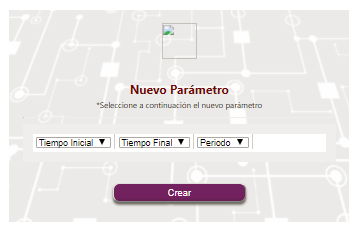 Nuevo Parámetro
*Seleccione a continuación el nuevo parámetro
Tiempo Inicial ▼ Tiempo Final ▼ Periodo ▼
Crear